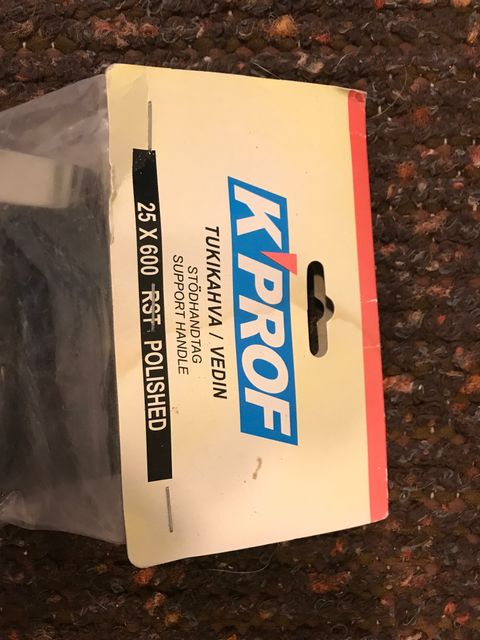 K'PROF
TUKIKAHVA / VEDIN
STÖDHANDTAG
SUPPORT HANDLE
25 X 600 RST POLISHED